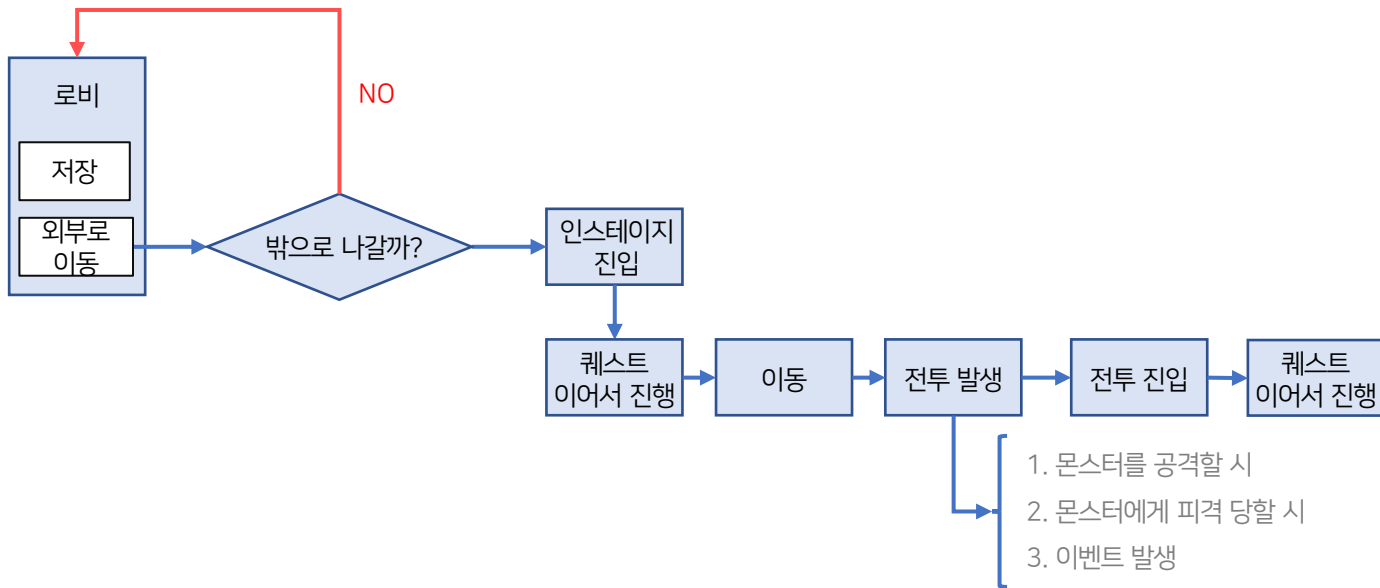 로비
NO
저장
외부로
이동
밖으로 나갈까?
인스테이지
진입
퀘스트
이어서 진행
이동
전투 발생
전투 진입
퀘스트
이어서 진행
1. 몬스터를 공격할 시
2. 몬스터에게 피격 당할 시
3. 이벤트 발생